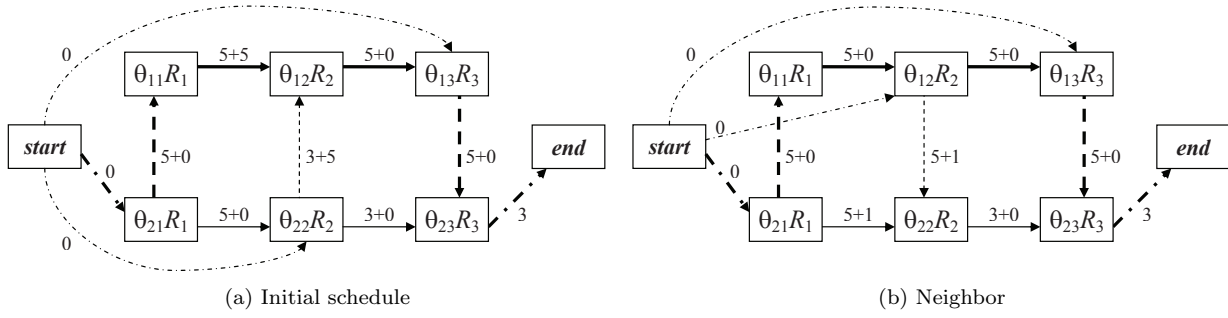 0
5+5
5+0
θ₁₁R₁
θ₁₂R₂
θ₁₃R₃
start
0
5+0
3+5
5+0
end
5+0
3+0
3
θ₂₁R₁
θ₂₂R₂
θ₂₃R₃
0
(a) Initial schedule
0
5+0
5+0
θ₁₁R₁
θ₁₂R₂
θ₁₃R₃
0
start
0
5+0
5+1
5+0
end
5+1
3+0
3
θ₂₁R₁
θ₂₂R₂
θ₂₃R₃
(b) Neighbor